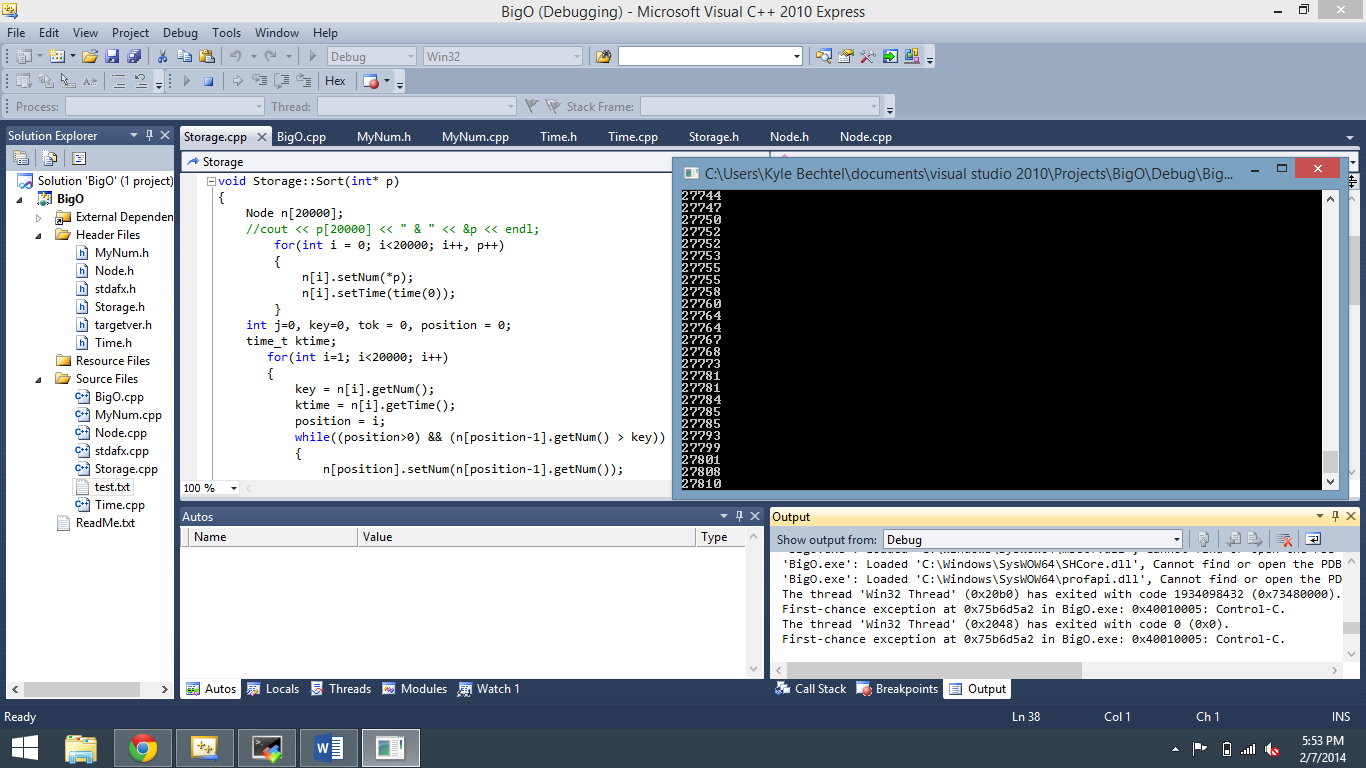 BigO (Debugging) - Microsoft Visual C++ 2010 Express
File Edit View Project Debug Tools Window Help
Debug Win32
Hex
Process: Thread: Stack Frame:
Solution Explorer
Solution 'BigO' (1 project)
BigO
External Dependen
Header Files
MyNum.h
Node.h
stdafx.h
Storage.h
targetver.h
Time.h
Resource Files
Source Files
BigO.cpp
MyNum.cpp
Node.cpp
stdafx.cpp
Storage.cpp
test.txt
Time.cpp
ReadMe.txt
Storage.cpp BigO.cpp MyNum.h MyNum.cpp Time.h Time.cpp Storage.h Node.h Node.cpp
Storage
void Storage::Sort(int* p)
{
Node n[20000];
//cout << p[20000] << " & " << &p << endl;
for(int i = 0; i<20000; i++, p++)
{
n[i].setNum(*p);
n[i].setTime(time(0));
}
int j=0, key=0, tok = 0, position = 0;
time_t ktime;
for(int i=1; i<20000; i++)
{
key = n[i].getNum();
ktime = n[i].getTime();
position = i;
while((position>0) && (n[position-1].getNum() > key))
{
n[position].setNum(n[position-1].getNum());
100 %
C:\Users\Kyle Bechtel\documents\visual studio 2010\Projects\BigO\Debug\Big...
27744
27747
27750
27752
27752
27753
27755
27755
27758
27760
27764
27764
27767
27768
27773
27781
27781
27784
27785
27785
27793
27799
27801
27808
27810
Autos
Name Value Type
Autos Locals Threads Modules Watch 1
Output
Show output from: Debug
'BigO.exe': Loaded 'C:\Windows\SysWOW64\SHCore.dll', Cannot find or open the PDB
'BigO.exe': Loaded 'C:\Windows\SysWOW64\profapi.dll', Cannot find or open the PD
The thread 'Win32 Thread' (0x20b0) has exited with code 1934098432 (0x73480000).
First-chance exception at 0x75b6d5a2 in BigO.exe: 0x40010005: Control-C.
The thread 'Win32 Thread' (0x2048) has exited with code 0 (0x0).
First-chance exception at 0x75b6d5a2 in BigO.exe: 0x40010005: Control-C.
Call Stack Breakpoints Output
Ready Ln 38 Col 1 Ch 1 INS
5:53 PM
2/7/2014